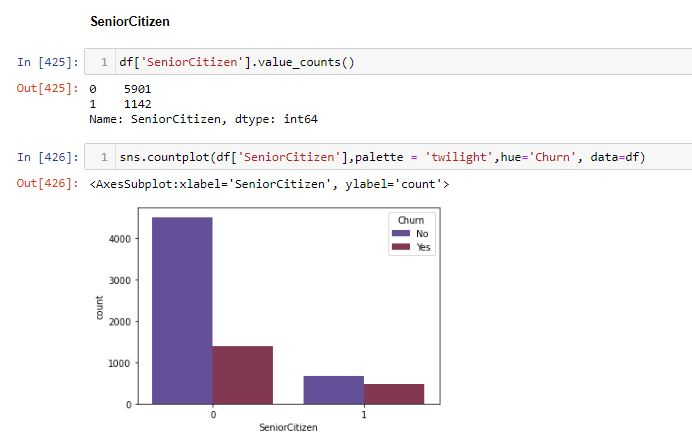 SeniorCitizen
In [425]: 1 df['SeniorCitizen'].value_counts()
Out[425]: 0 5901
1 1142
Name: SeniorCitizen, dtype: int64
In [426]: 1 sns.countplot(df['SeniorCitizen'],palette = 'twilight',hue='Churn', data=df)
Out[426]: <AxesSubplot:xlabel='SeniorCitizen', ylabel='count'>
Churn
No
Yes
4000
3000
2000
1000
0
count
0 1
SeniorCitizen